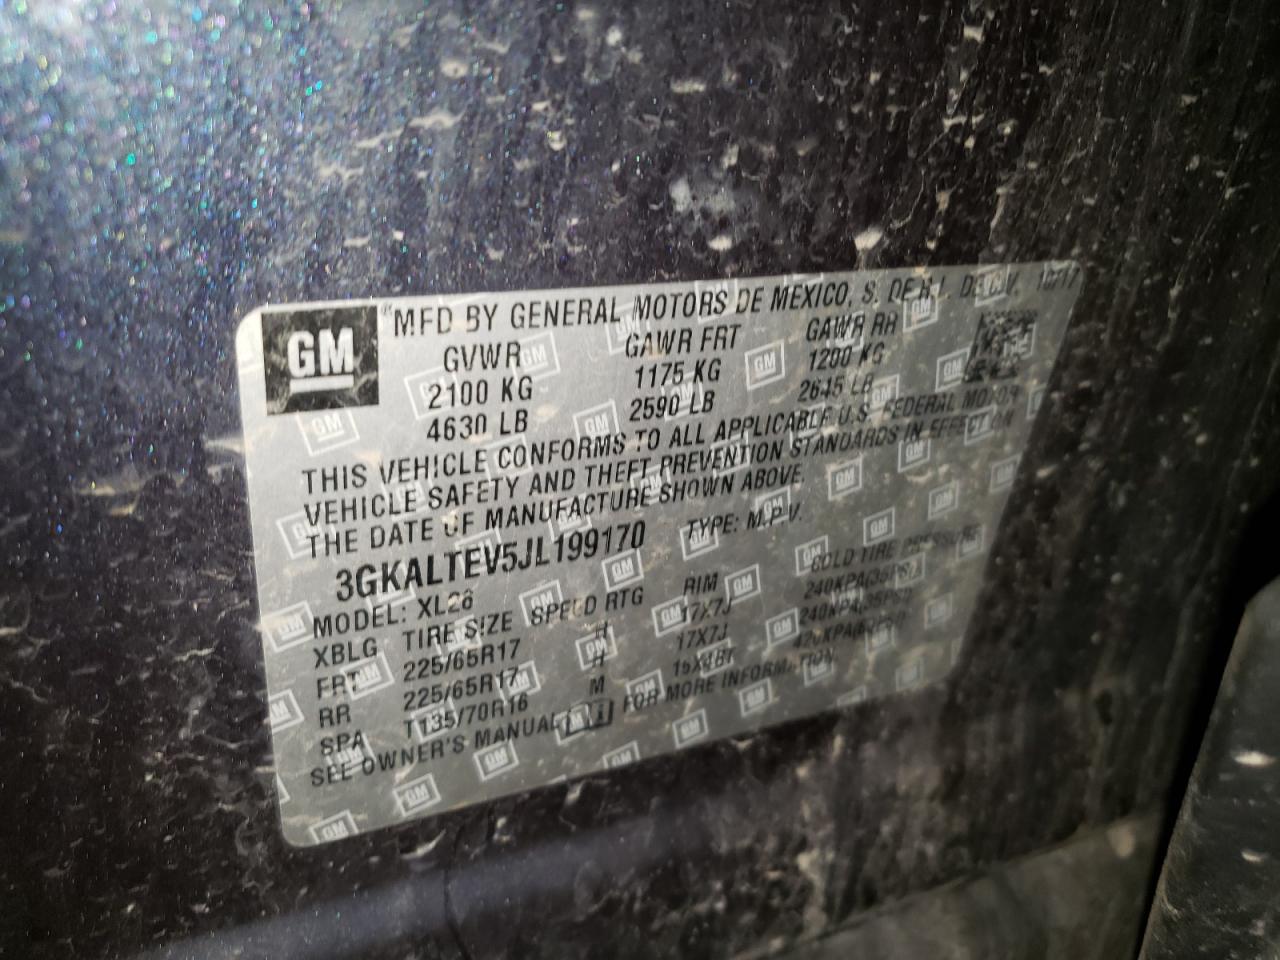 GM
® MFD BY GENERAL MOTORS DE MEXICO, S. DE R.L. DE C.V. 10/17
GVWR GAWR FRT GAWR RR
2100 KG 1175 KG 1200 KG
4630 LB 2590 LB 2645 LB
THIS VEHICLE CONFORMS TO ALL APPLICABLE U.S. FEDERAL MOTOR
VEHICLE SAFETY AND THEFT PREVENTION STANDARDS IN EFFECT ON
THE DATE OF MANUFACTURE SHOWN ABOVE.
3GKALTEV5JL199170 TYPE: M.P.V.
MODEL: XL26
XBLG TIRE SIZE SPEED RTG RIM COLD TIRE PRESSURE
FRT 225/65R17 H 17X7J 240KPA(35PSI)
RR 225/65R17 H 17X7J 240KPA(35PSI)
SPA T135/70R16 M 16X4BT 420KPA(60PSI)
SEE OWNER'S MANUAL FOR MORE INFORMATION.